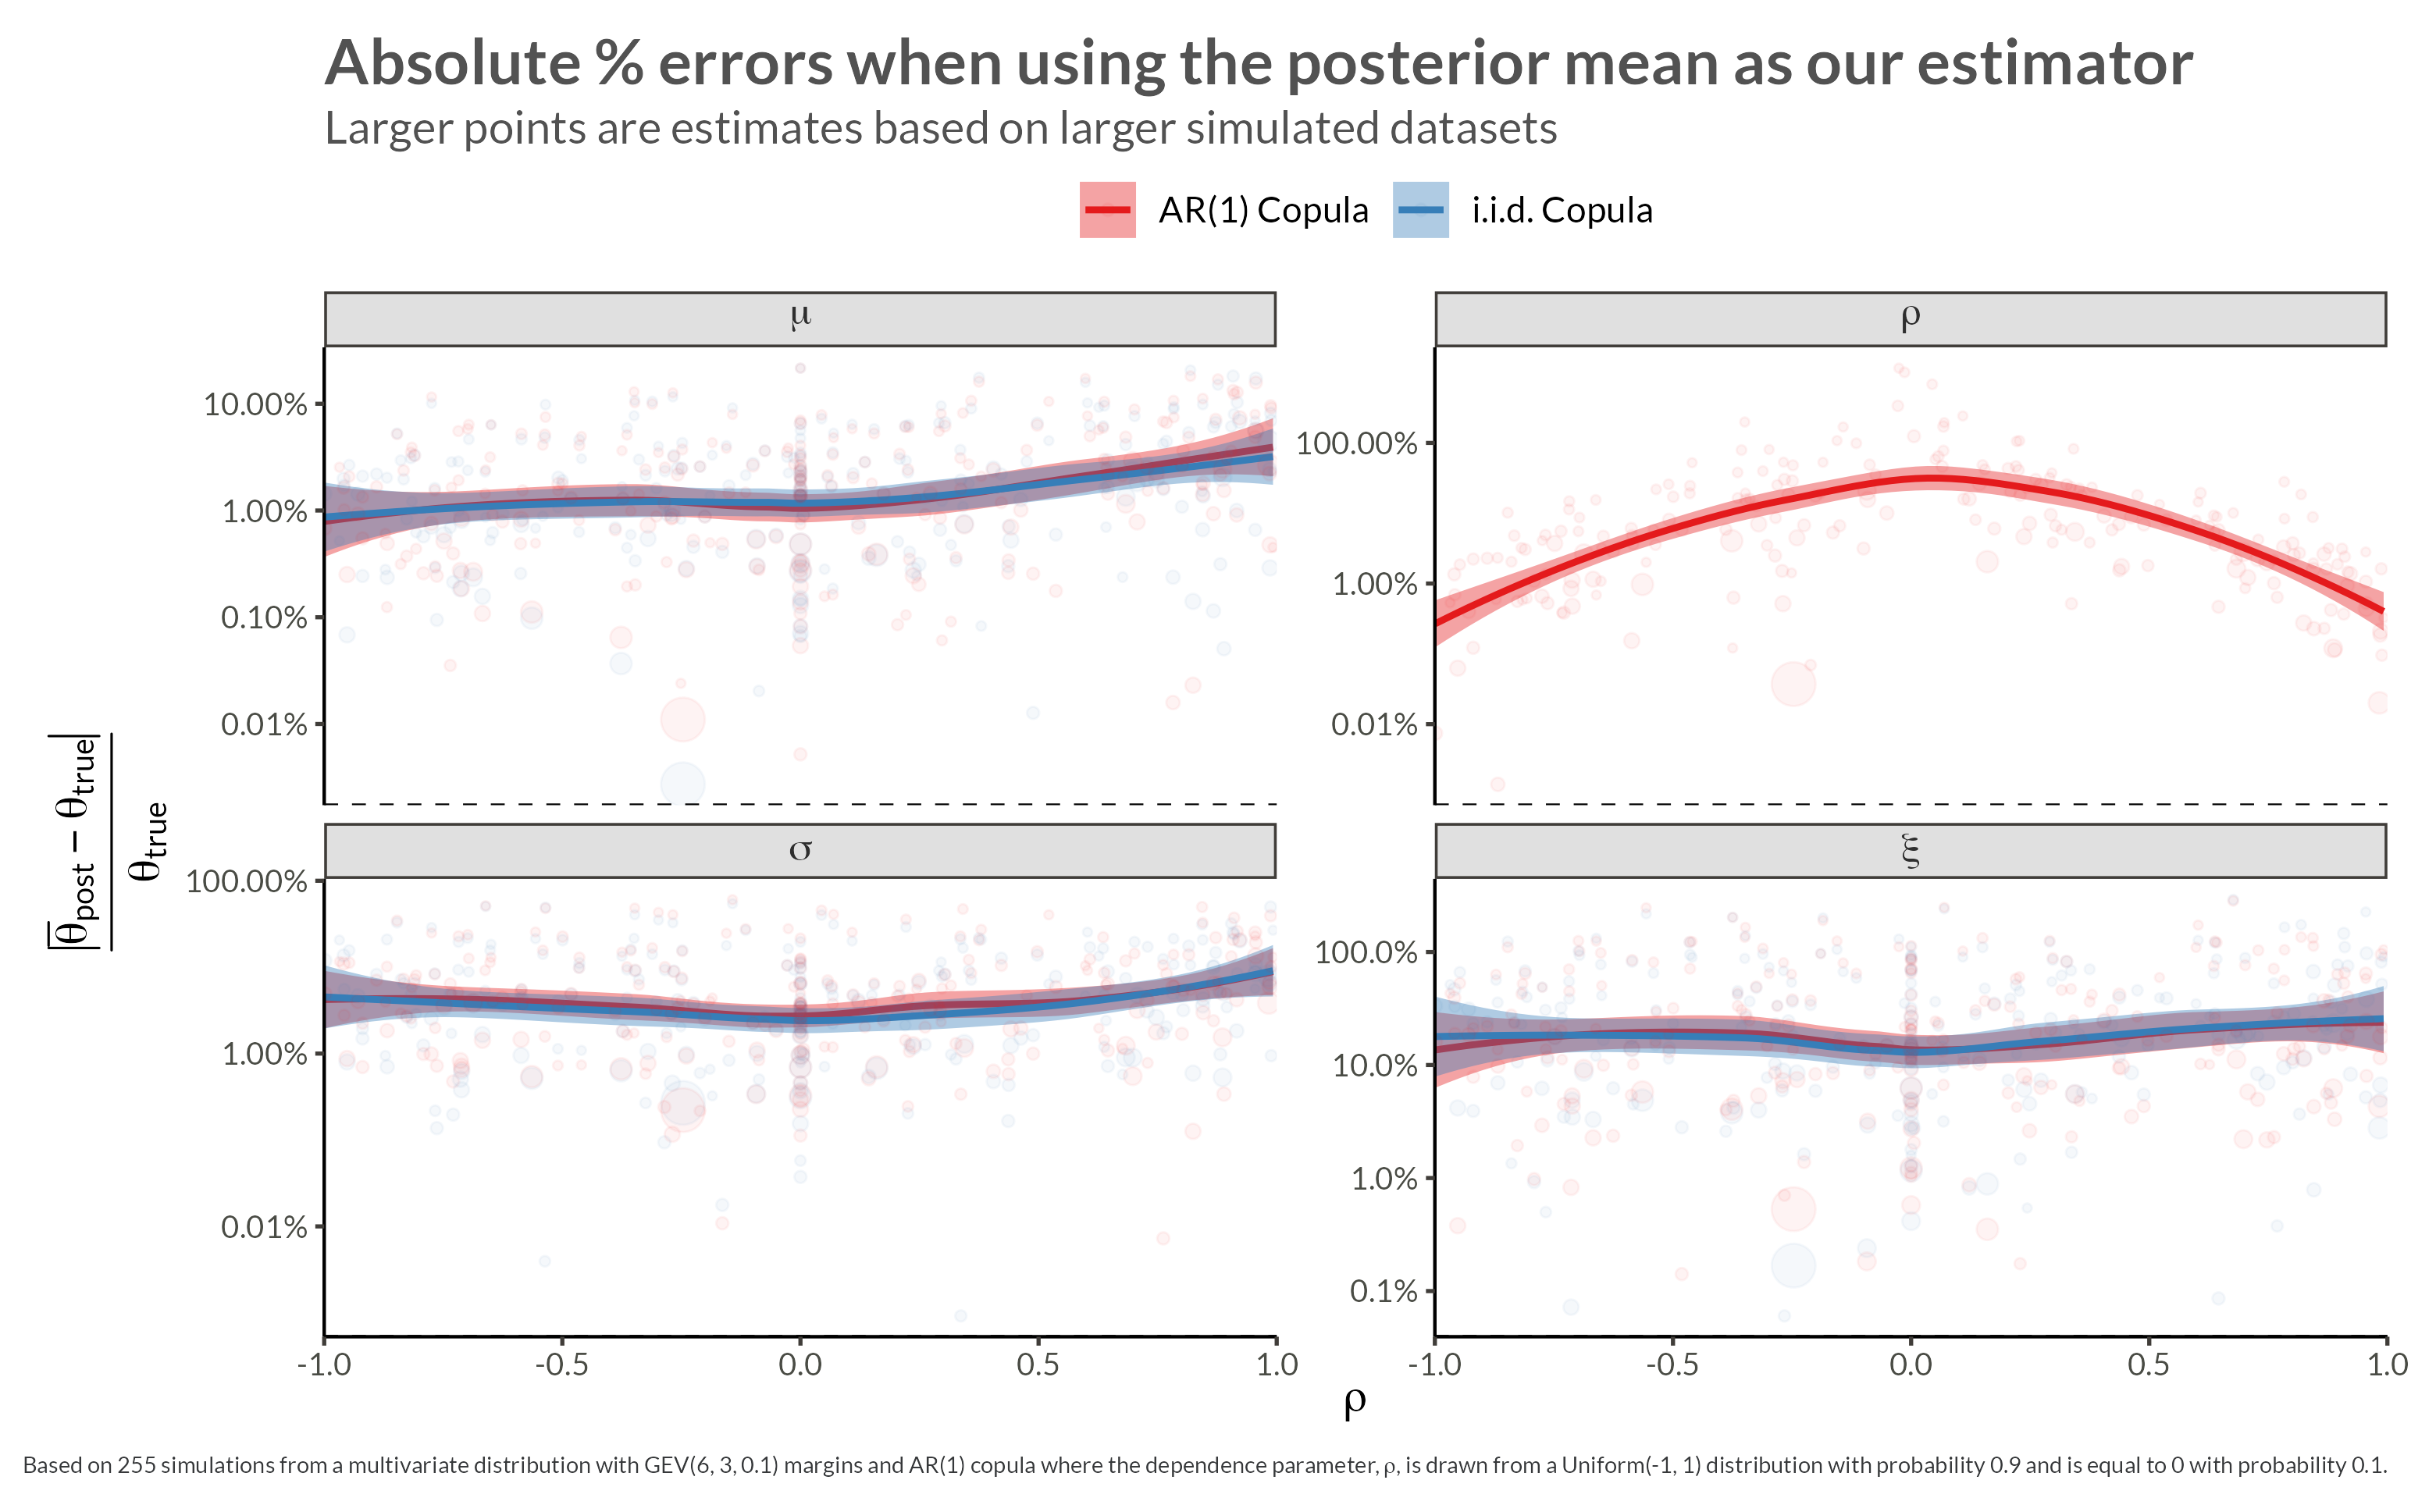 Absolute % errors when using the posterior mean as our estimator
Larger points are estimates based on larger simulated datasets
AR(1) Copula
i.i.d. Copula
μ
ρ
10.00%
1.00%
0.10%
0.01%
100.00%
1.00%
0.01%
|θ̅post − θtrue|
θtrue
σ
ξ
100.00%
1.00%
0.01%
100.0%
10.0%
1.0%
0.1%
-1.0 -0.5 0.0 0.5 1.0
-1.0 -0.5 0.0 0.5 1.0
ρ
Based on 255 simulations from a multivariate distribution with GEV(6, 3, 0.1) margins and AR(1) copula where the dependence parameter, ρ, is drawn from a Uniform(-1, 1) distribution with probability 0.9 and is equal to 0 with probability 0.1.